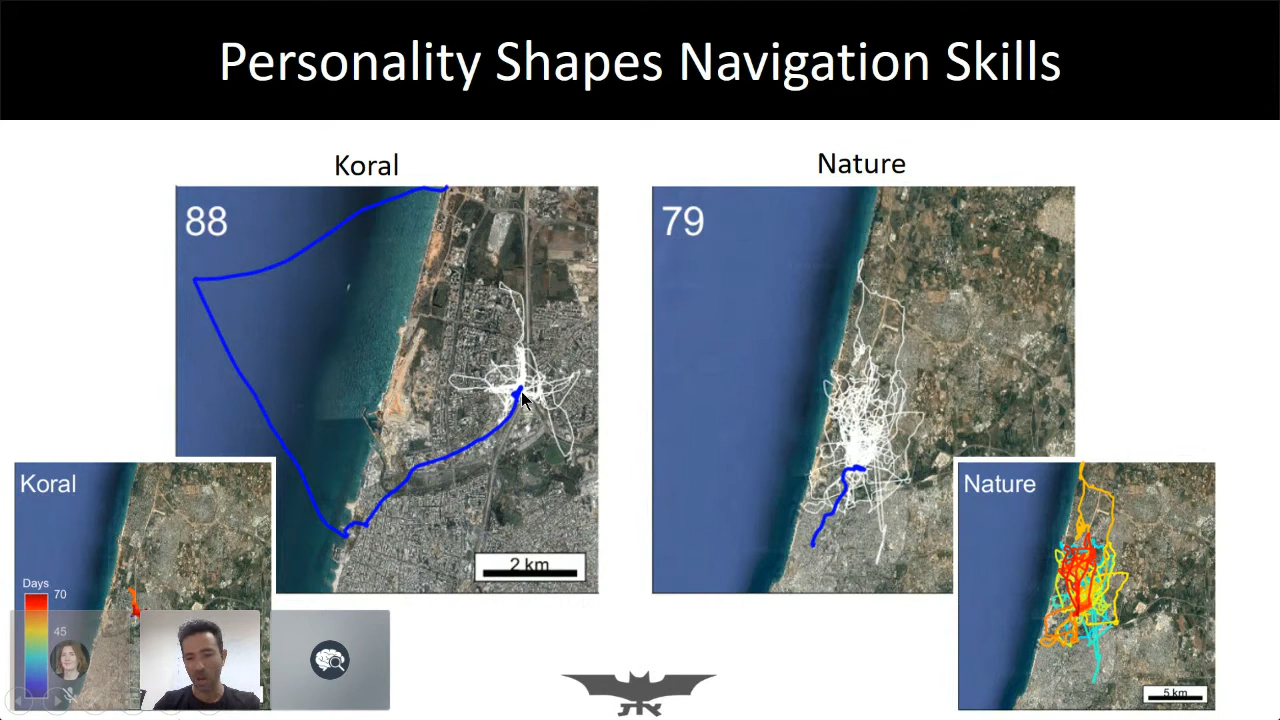 Personality Shapes Navigation Skills
Koral
Nature
88
79
2 km
Koral
Days
70
45
Nature
5 km